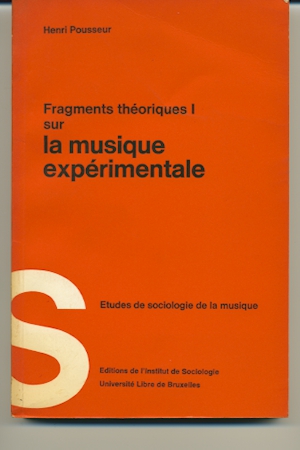 Henri Pousseur
Fragments théoriques I
sur
la musique
expérimentale
S
Etudes de sociologie de la musique
Editions de l'Institut de Sociologie
Université Libre de Bruxelles